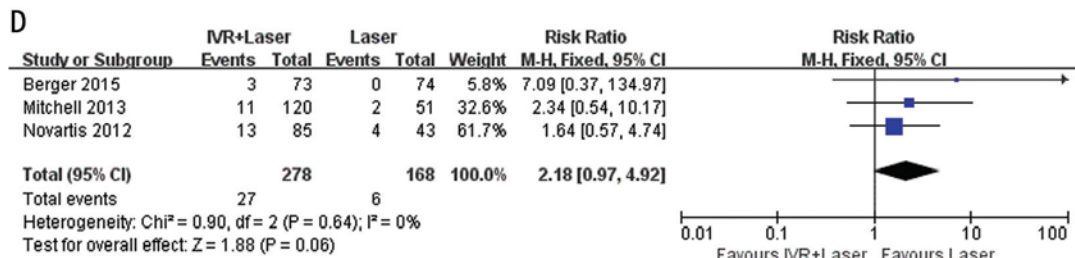 D
IVR+Laser Laser Risk Ratio Risk Ratio
Study or Subgroup Events Total Events Total Weight M-H, Fixed, 95% CI M-H, Fixed, 95% CI
Berger 2015 3 73 0 74 5.8% 7.09 [0.37, 134.97]
Mitchell 2013 11 120 2 51 32.6% 2.34 [0.54, 10.17]
Novartis 2012 13 85 4 43 61.7% 1.64 [0.57, 4.74]
Total (95% CI) 278 168 100.0% 2.18 [0.97, 4.92]
Total events 27 6
Heterogeneity: Chi² = 0.90, df = 2 (P = 0.64); I² = 0%
Test for overall effect: Z = 1.88 (P = 0.06)
0.01 0.1 1 10 100
Favours IVR+Laser Favours Laser